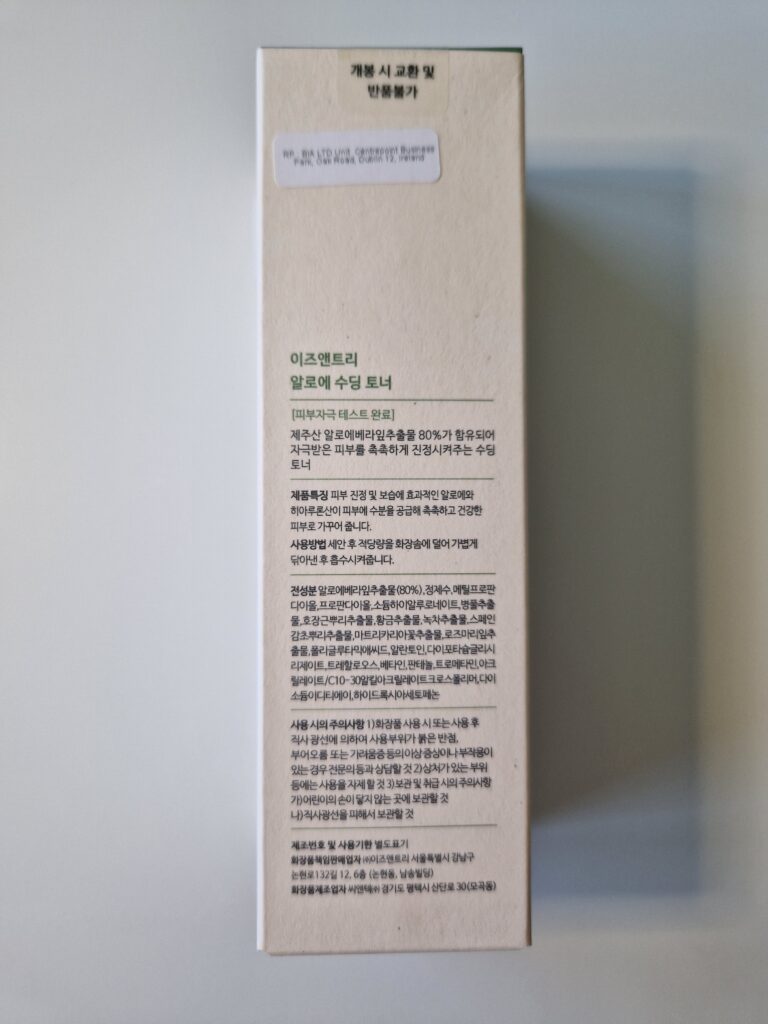 개봉 시 교환 및
반품불가
RP_ BIA LTD Unit, Centrepoint Business
Park, Oak Road, Dublin 12, Ireland
이즈앤트리
알로에 수딩 토너
[피부자극 테스트 완료]
제주산 알로에베라잎추출물 80%가 함유되어
자극받은 피부를 촉촉하게 진정시켜주는 수딩
토너
제품특징 피부 진정 및 보습에 효과적인 알로에와
히아루론산이 피부에 수분을 공급해 촉촉하고 건강한
피부로 가꾸어 줍니다.
사용방법 세안 후 적당량을 화장솜에 덜어 가볍게
닦아낸 후 흡수시켜줍니다.
전성분 알로에베라잎추출물(80%),정제수,메틸프로판
다이올,프로판다이올,소듐하이알루로네이트,병풀추출
물,호장근뿌리추출물,황금추출물,녹차추출물,스페인
감초뿌리추출물,마트리카리아꽃추출물,로즈마리잎추
출물,폴리글루타믹애씨드,알란토인,다이포타슘글리시
리제이트,트레할로오스,베타인,판테놀,트로메타민,아크
릴레이트/C10-30알킬아크릴레이트크로스폴리머,다이
소듐이디티에이,하이드록시아세토페논
사용 시의 주의사항 1)화장품 사용 시 또는 사용 후
직사 광선에 의하여 사용부위가 붉은 반점,
부어오름 또는 가려움증 등의 이상 증상이나 부작용이
있는 경우 전문의 등과 상담할 것 2)상처가 있는 부위
등에는 사용을 자제 할 것 3)보관 및 취급 시의 주의사항
가)어린이의 손이 닿지 않는 곳에 보관할 것
나)직사광선을 피해서 보관할 것
제조번호 및 사용기한 별도표기
화장품책임판매업자 ㈜이즈앤트리 서울특별시 강남구
논현로132길 12, 6층 (논현동, 남송빌딩)
화장품제조업자 씨앤텍㈜ 경기도 평택시 산단로 30(모곡동)